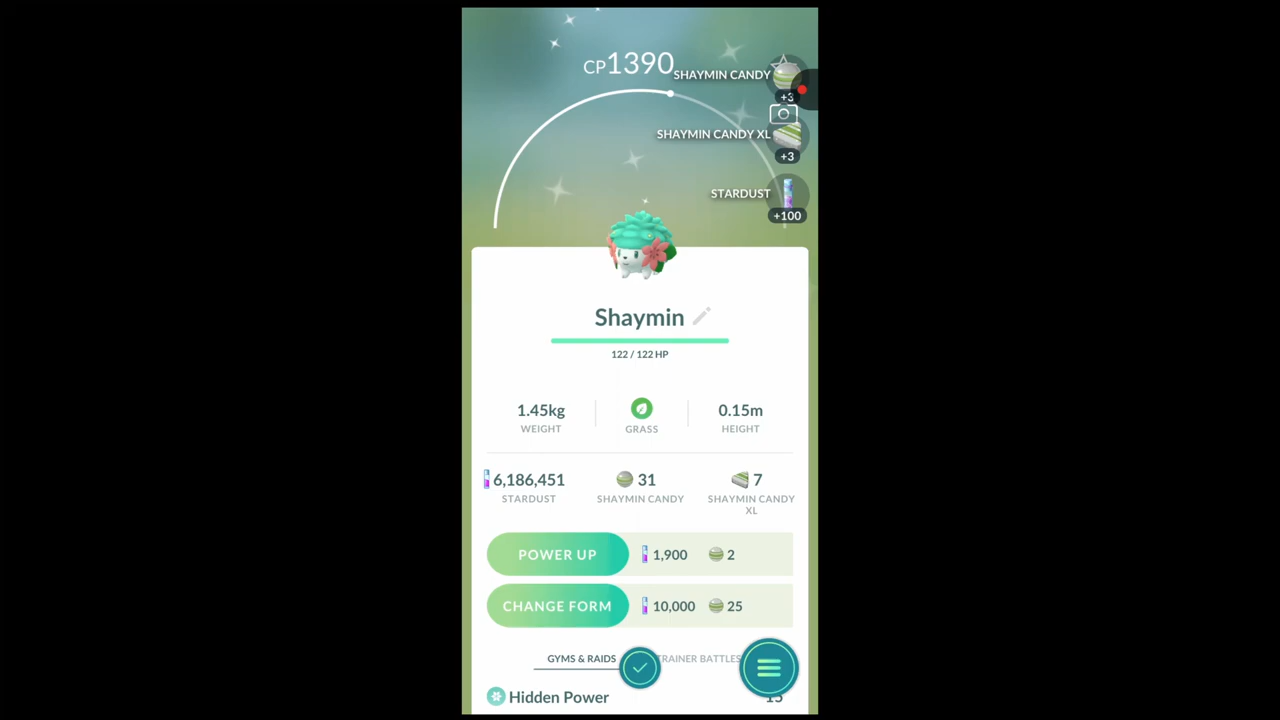 CP1390
SHAYMIN CANDY
+3
SHAYMIN CANDY XL
+3
STARDUST
+100
Shaymin
122 / 122 HP
1.45kg
WEIGHT
GRASS
0.15m
HEIGHT
6,186,451
STARDUST
31
SHAYMIN CANDY
7
SHAYMIN CANDY
XL
POWER UP 1,900 2
CHANGE FORM 10,000 25
GYMS & RAIDS TRAINER BATTLES
Hidden Power 15